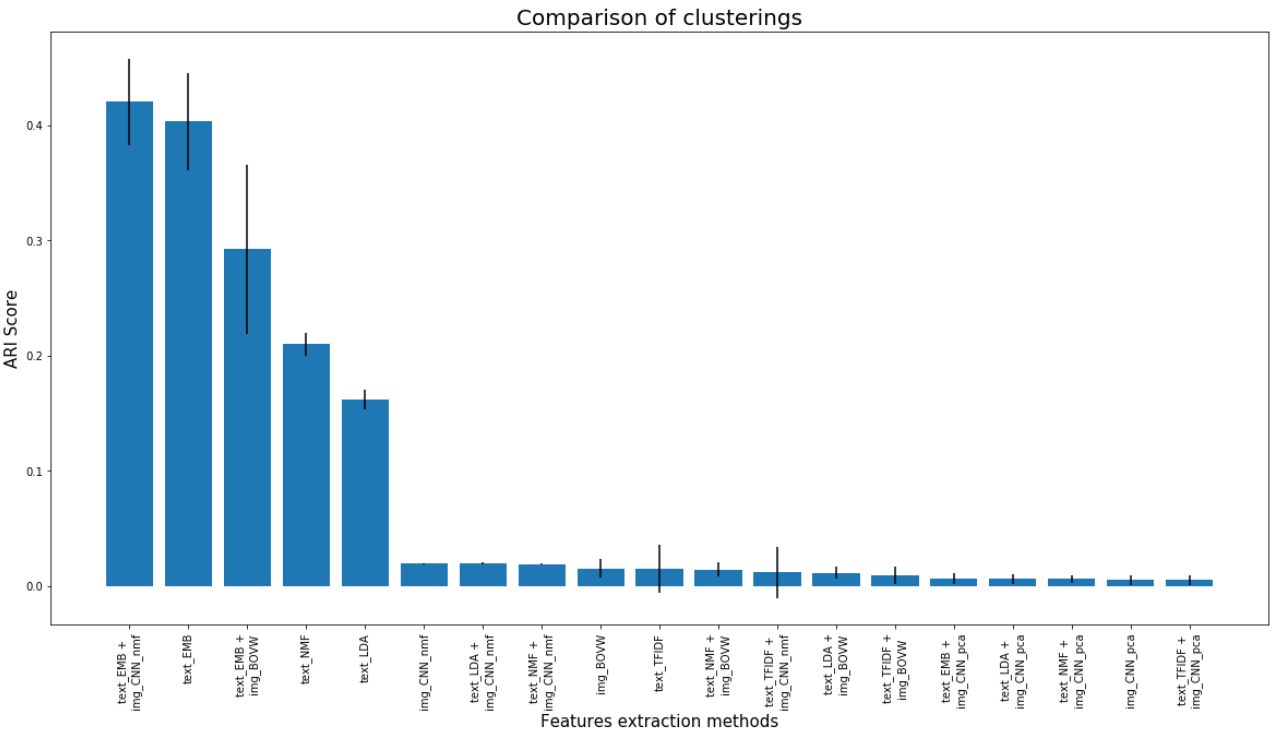 Comparison of clusterings
ARI Score
0.4
0.3
0.2
0.1
0.0
text_EMB +
img_CNN_nmf
text_EMB
text_EMB +
img_BOVW
text_NMF
text_LDA
img_CNN_nmf
text_LDA +
img_CNN_nmf
text_NMF +
img_CNN_nmf
img_BOVW
text_TFIDF
text_NMF +
img_BOVW
text_TFIDF +
img_CNN_nmf
text_LDA +
img_BOVW
text_TFIDF +
img_BOVW
text_EMB +
img_CNN_pca
text_LDA +
img_CNN_pca
text_NMF +
img_CNN_pca
img_CNN_pca
text_TFIDF +
img_CNN_pca
Features extraction methods